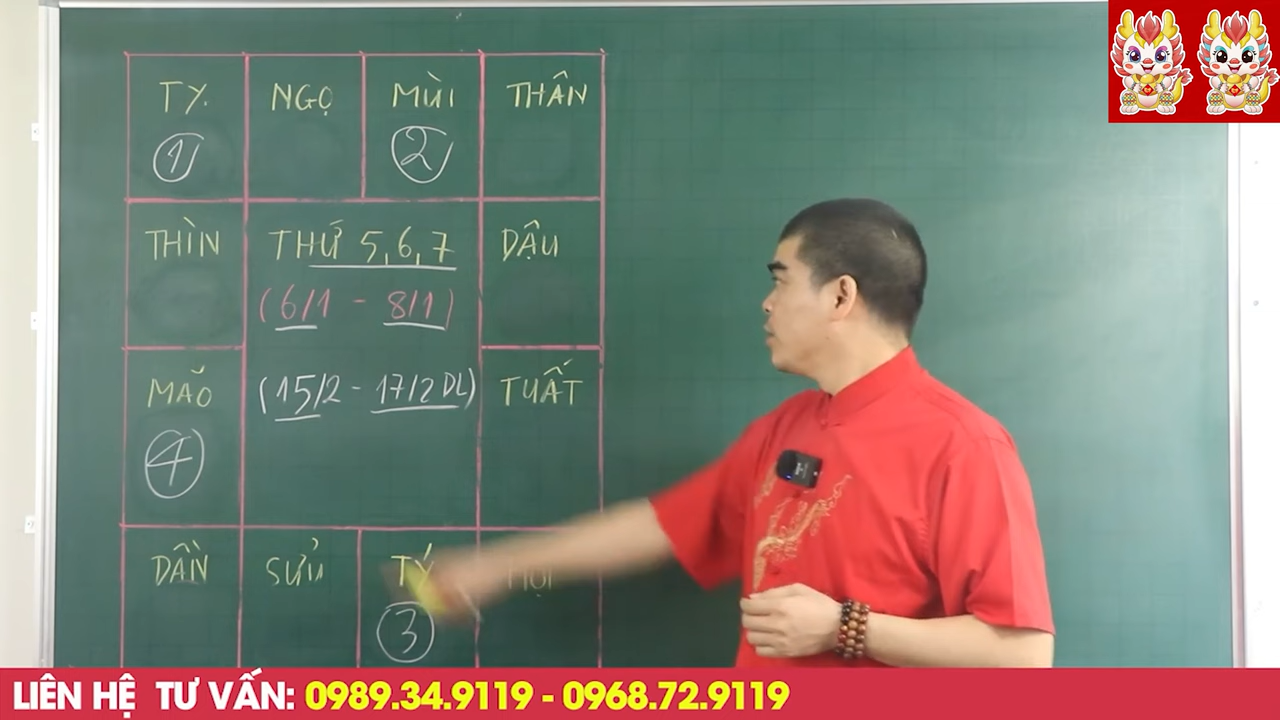 TỴ. NGỌ MÙI THÂN
1 2
THÌN THỨ 5,6,7 DẬU
(6/1 - 8/1)
MÃO (15/2 - 17/2 DL) TUẤT
4
DẦN SỬU TÝ HỢI
3
LIÊN HỆ TƯ VẤN: 0989.34.9119 - 0968.72.9119